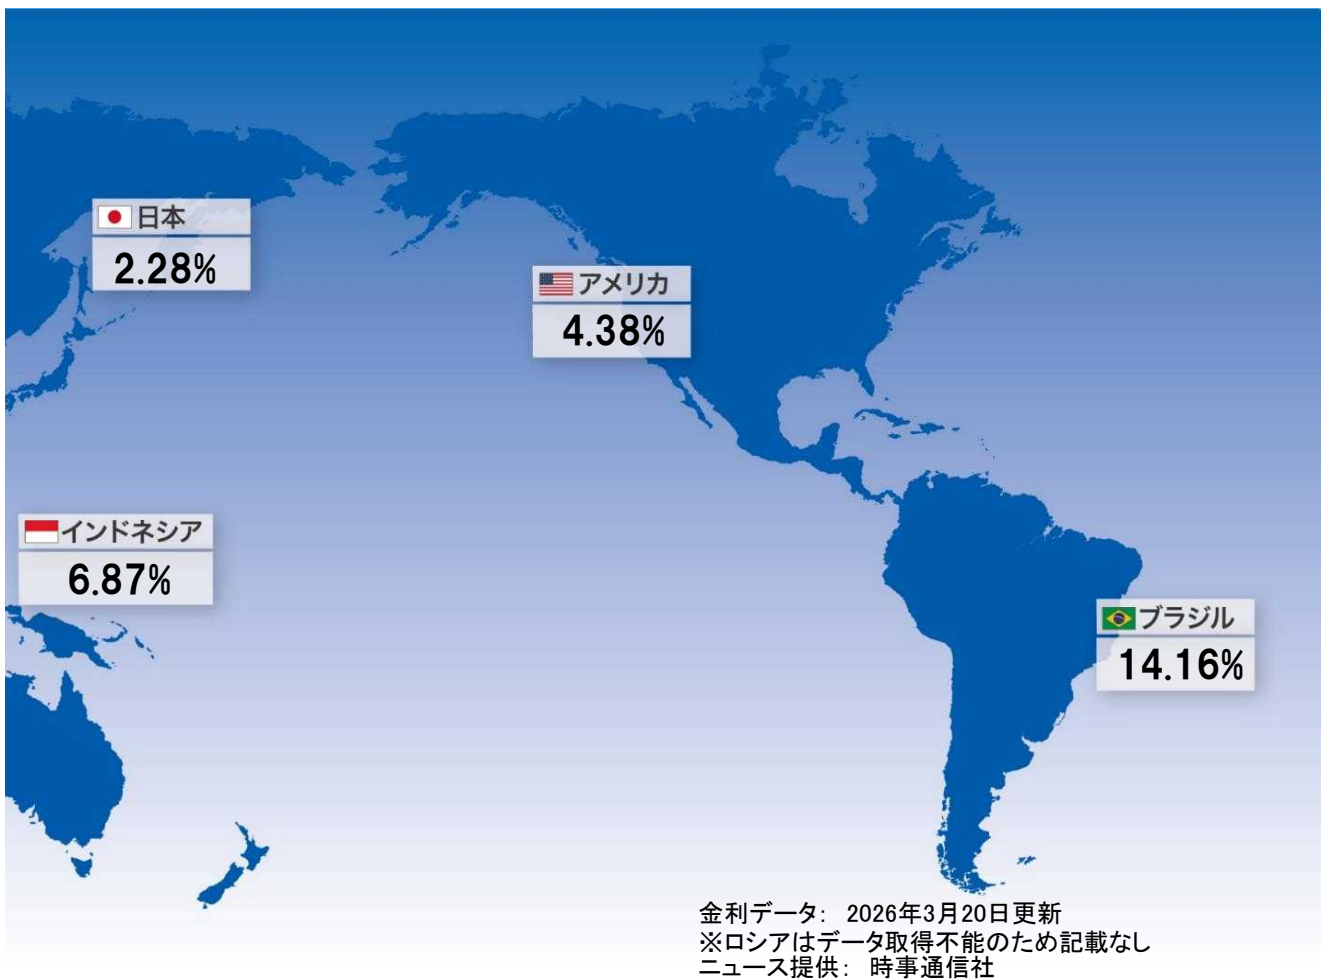 日本
2.28%
アメリカ
4.38%
インドネシア
6.87%
ブラジル
14.16%
金利データ： 2026年3月20日更新
※ロシアはデータ取得不能のため記載なし
ニュース提供： 時事通信社